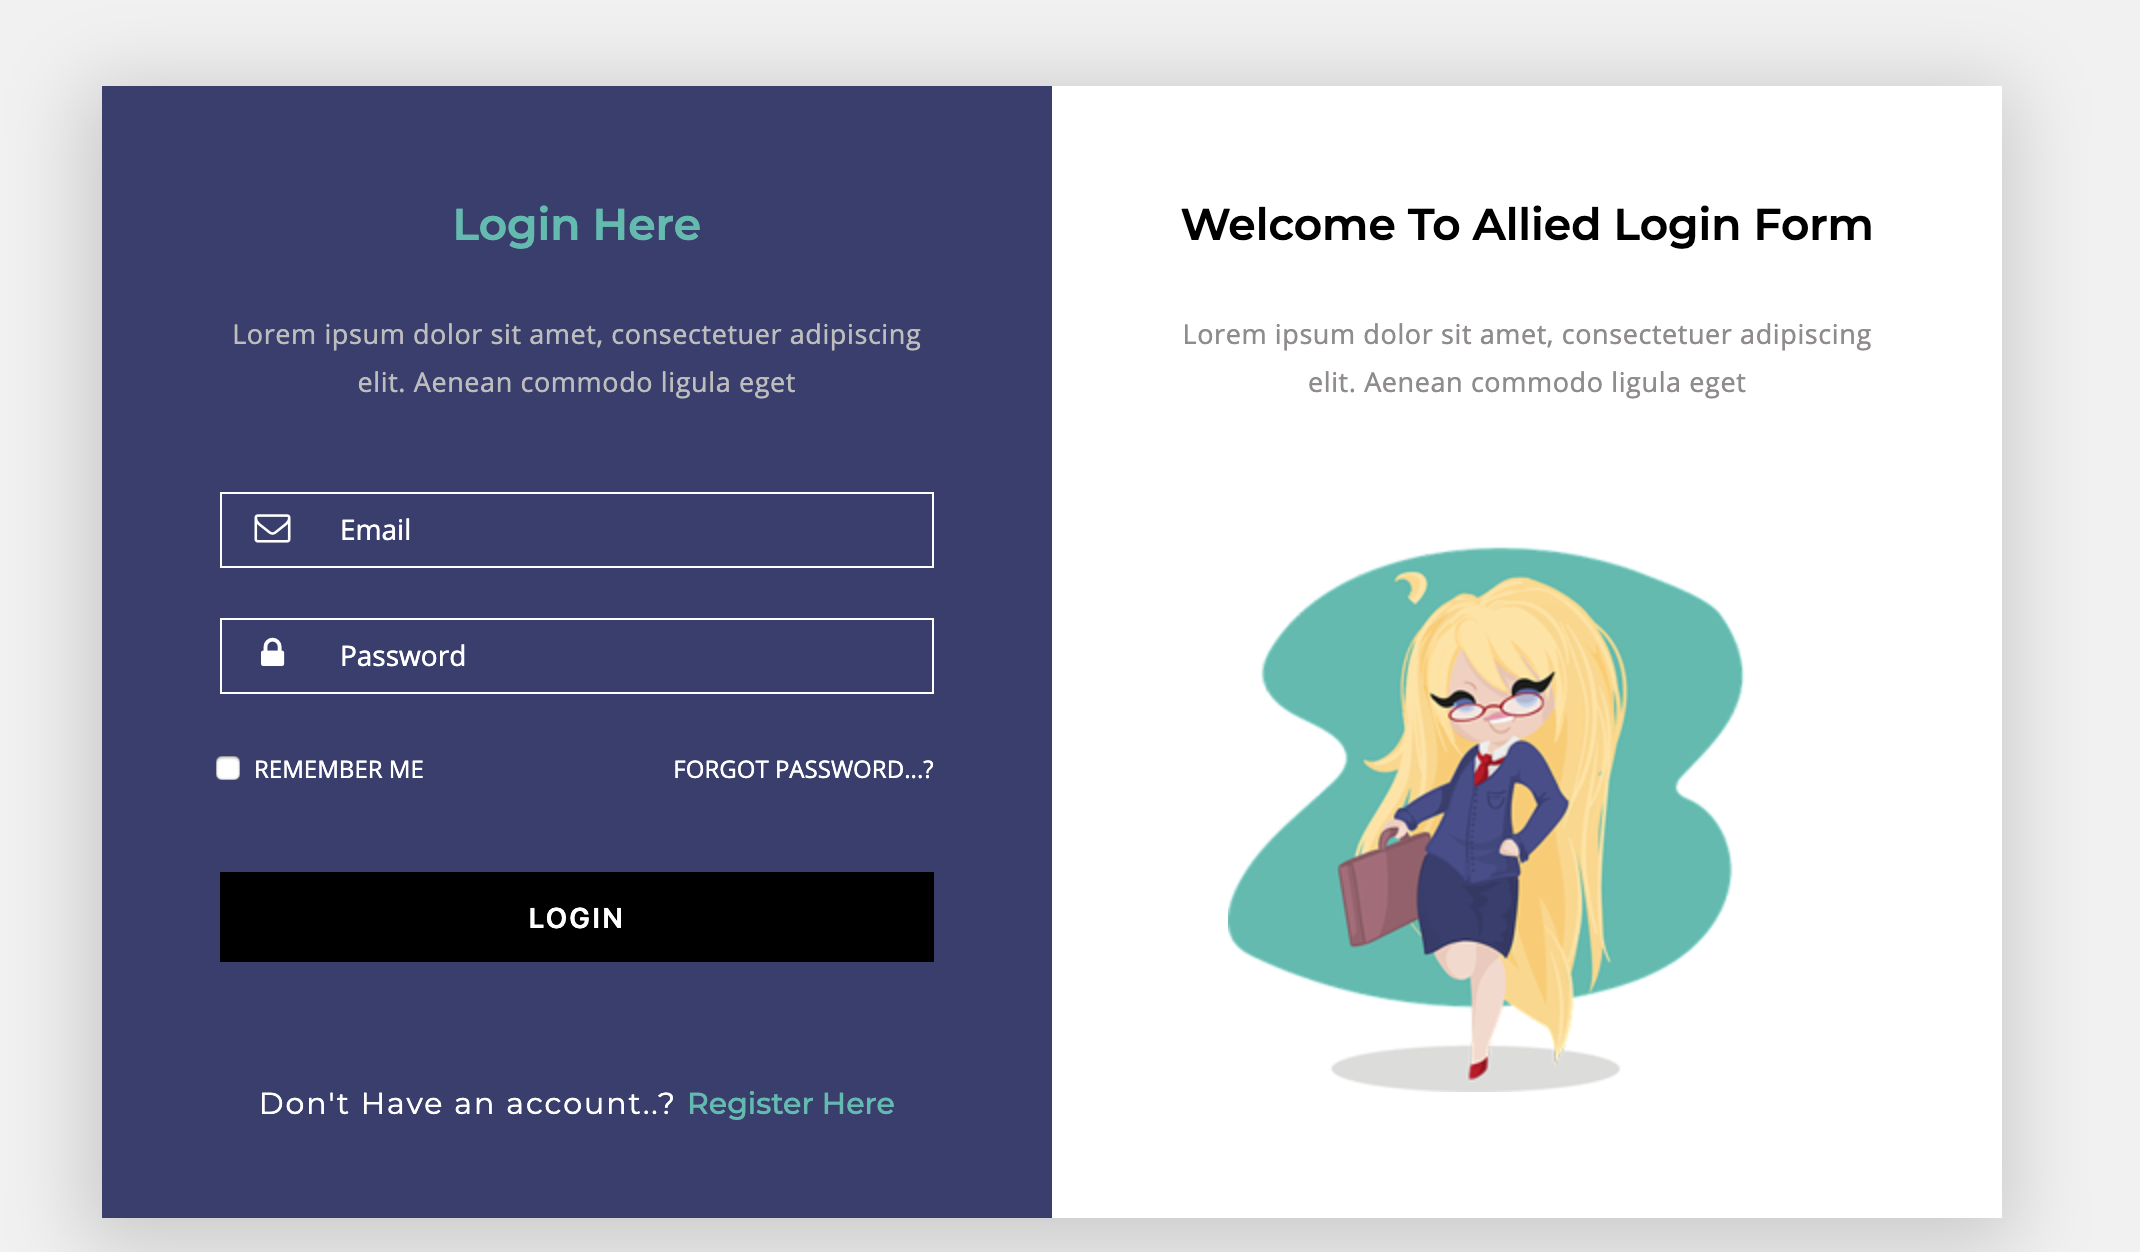 Login Here
Lorem ipsum dolor sit amet, consectetuer adipiscing
elit. Aenean commodo ligula eget
Email
Password
REMEMBER ME
FORGOT PASSWORD...?
LOGIN
Don't Have an account..? Register Here
Welcome To Allied Login Form
Lorem ipsum dolor sit amet, consectetuer adipiscing
elit. Aenean commodo ligula eget